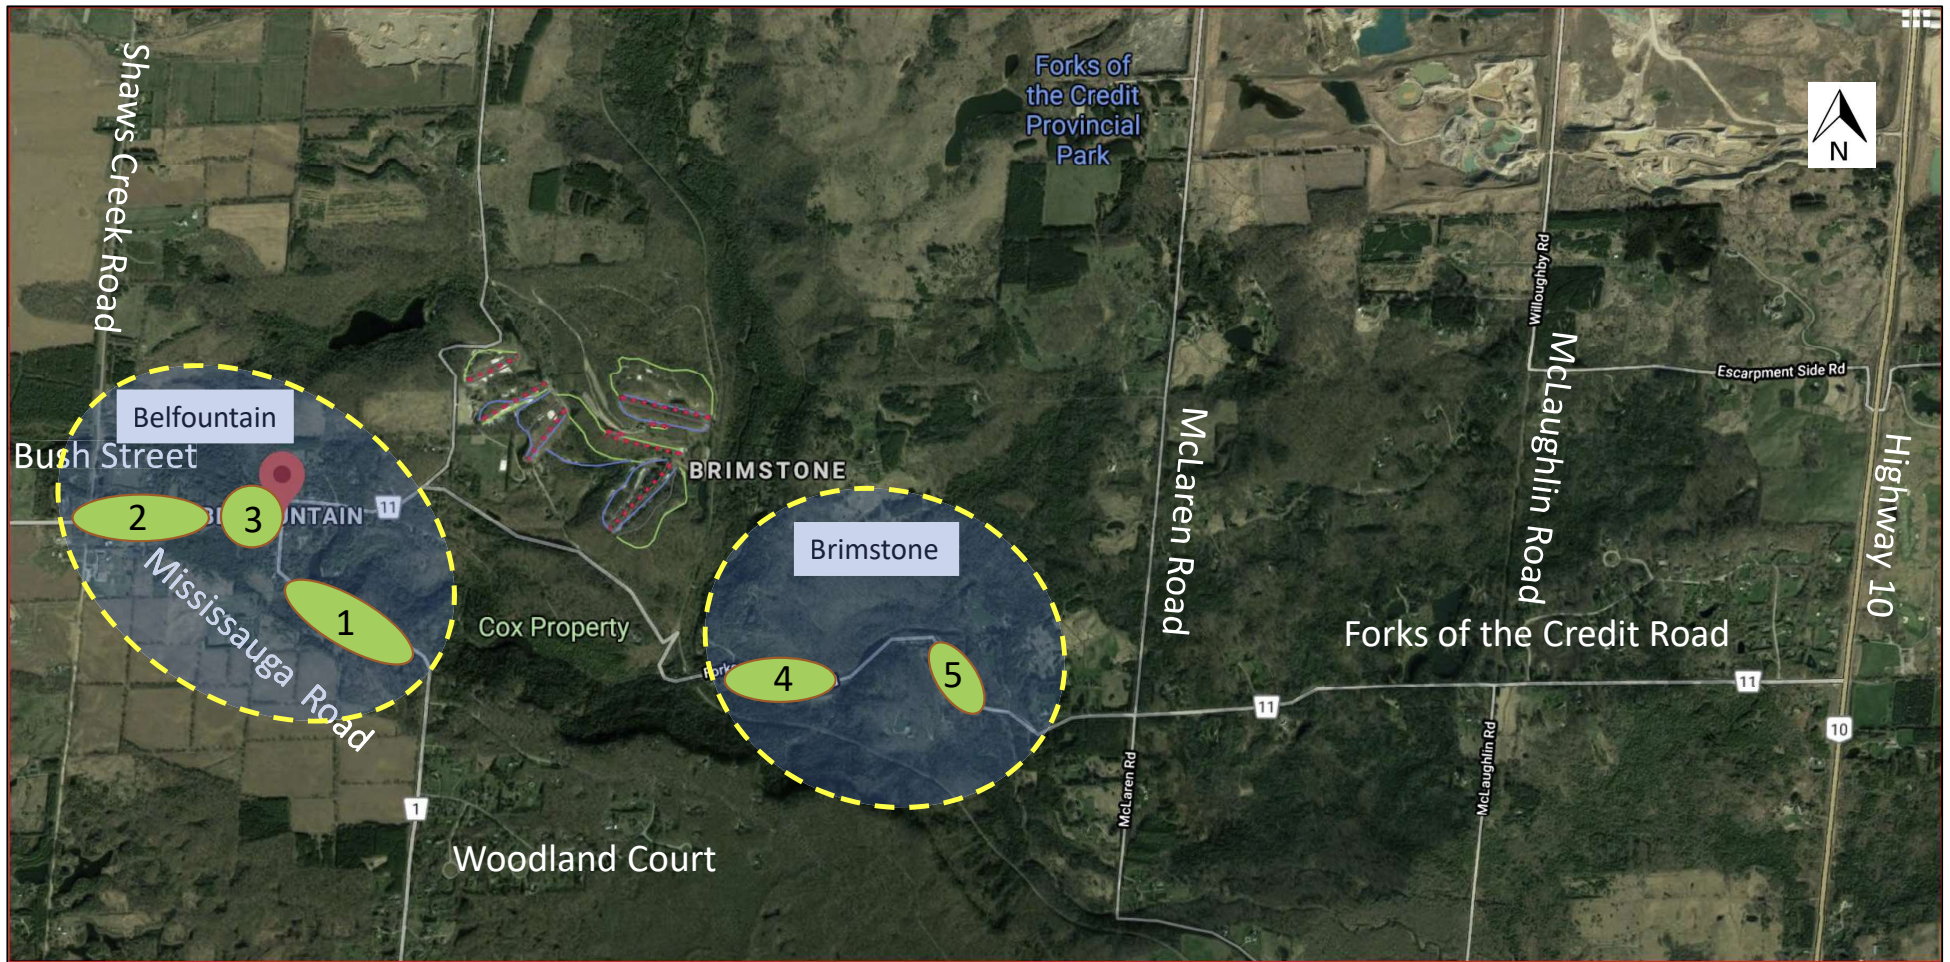 Shaws Creek Road
Forks of
the Credit
Provincial
Park
N
Willoughby Rd
McLaughlin Road
Escarpment Side Rd
Belfountain
Bush Street
McLaren Road
Highway 10
BRIMSTONE
11
2
3
UNTAIN
Brimstone
Mississauga Road
1
Cox Property
Forks of the Credit Road
4
5
11
11
10
1
McLaren Rd
McLaughlin Rd
Woodland Court